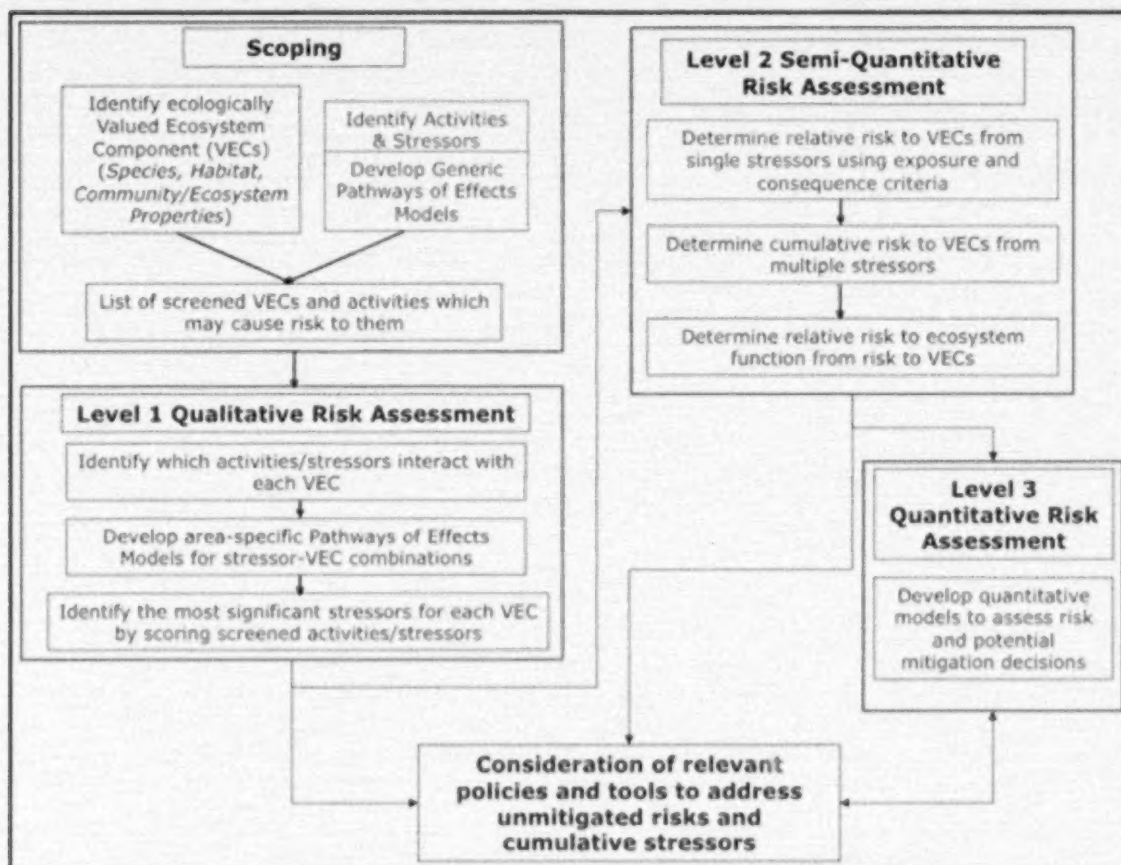 Scoping
Identify ecologically
Valued Ecosystem
Component (VECs)
(Species, Habitat,
Community/Ecosystem
Properties)
Identify Activities
& Stressors
Develop Generic
Pathways of Effects
Models
List of screened VECs and activities which
may cause risk to them
Level 1 Qualitative Risk Assessment
Identify which activities/stressors interact with
each VEC
Develop area-specific Pathways of Effects
Models for stressor-VEC combinations
Identify the most significant stressors for each VEC
by scoring screened activities/stressors
Level 2 Semi-Quantitative
Risk Assessment
Determine relative risk to VECs from
single stressors using exposure and
consequence criteria
Determine cumulative risk to VECs from
multiple stressors
Determine relative risk to ecosystem
function from risk to VECs
Level 3
Quantitative Risk
Assessment
Develop quantitative
models to assess risk
and potential
mitigation decisions
Consideration of relevant
policies and tools to address
unmitigated risks and
cumulative stressors